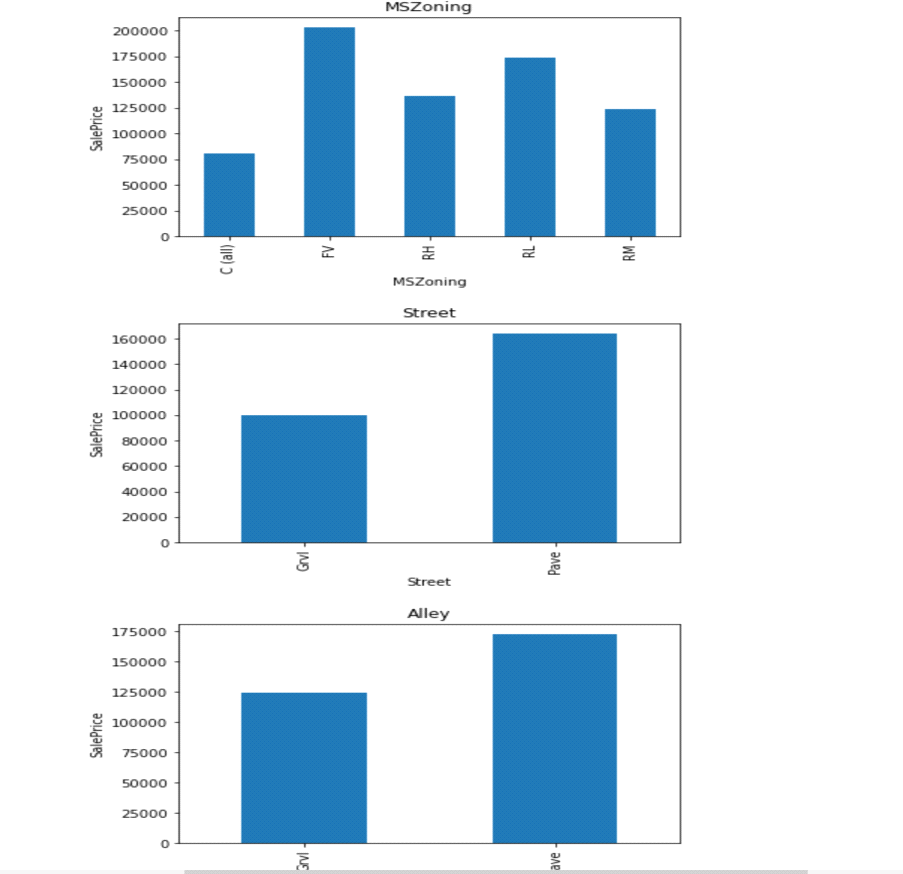 MSZoning
200000
175000
150000
125000
100000
75000
50000
25000
0
SalePrice
C (all)
FV
RH
RL
RM
MSZoning
Street
160000
140000
120000
100000
80000
60000
40000
20000
0
SalePrice
Grvl
Pave
Street
Alley
175000
150000
125000
100000
75000
50000
25000
0
SalePrice
Grvl
ave